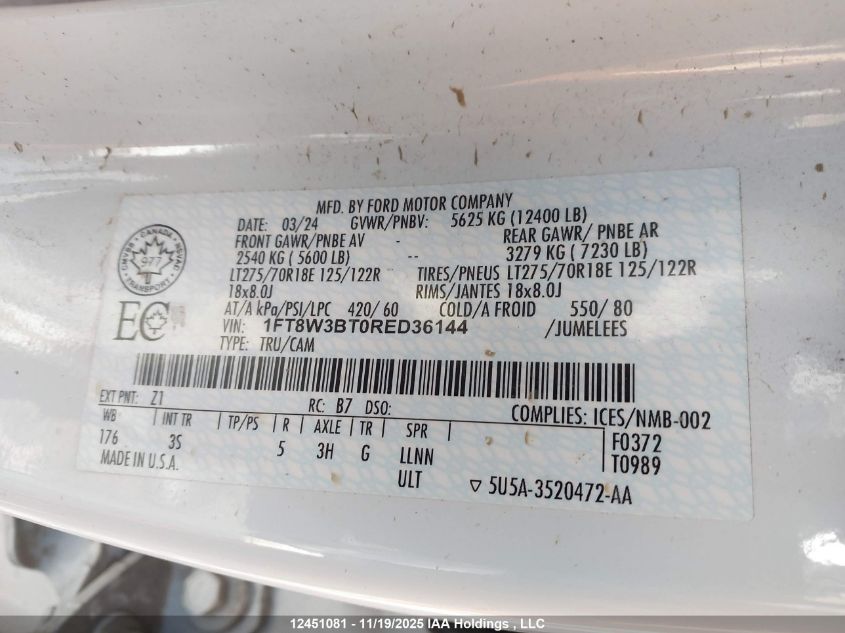 MFD. BY FORD MOTOR COMPANY
DATE: 03/24 GVWR/PNBV: 5625 KG (12400 LB)
FRONT GAWR/PNBE AV - REAR GAWR/ PNBE AR
2540 KG ( 5600 LB) -- 3279 KG ( 7230 LB)
LT275/70R18E 125/122R TIRES/PNEUS LT275/70R18E 125/122R
18x8.0J RIMS/JANTES 18x8.0J
AT/A kPa/PSI/LPC 420/ 60 COLD/A FROID 550/ 80
VIN: 1FT8W3BT0RED36144 /JUMELEES
TYPE: TRU/CAM
CANADA
977
TRANSPORT
EC
EXT PNT: Z1 RC: B7 DSO: COMPLIES: ICES/NMB-002
WB INT TR TP/PS R AXLE TR SPR F0372
176 3S 5 3H G LLNN T0989
MADE IN U.S.A. ULT ▽ 5U5A-3520472-AA
12451081 - 11/19/2025 IAA Holdings , LLC